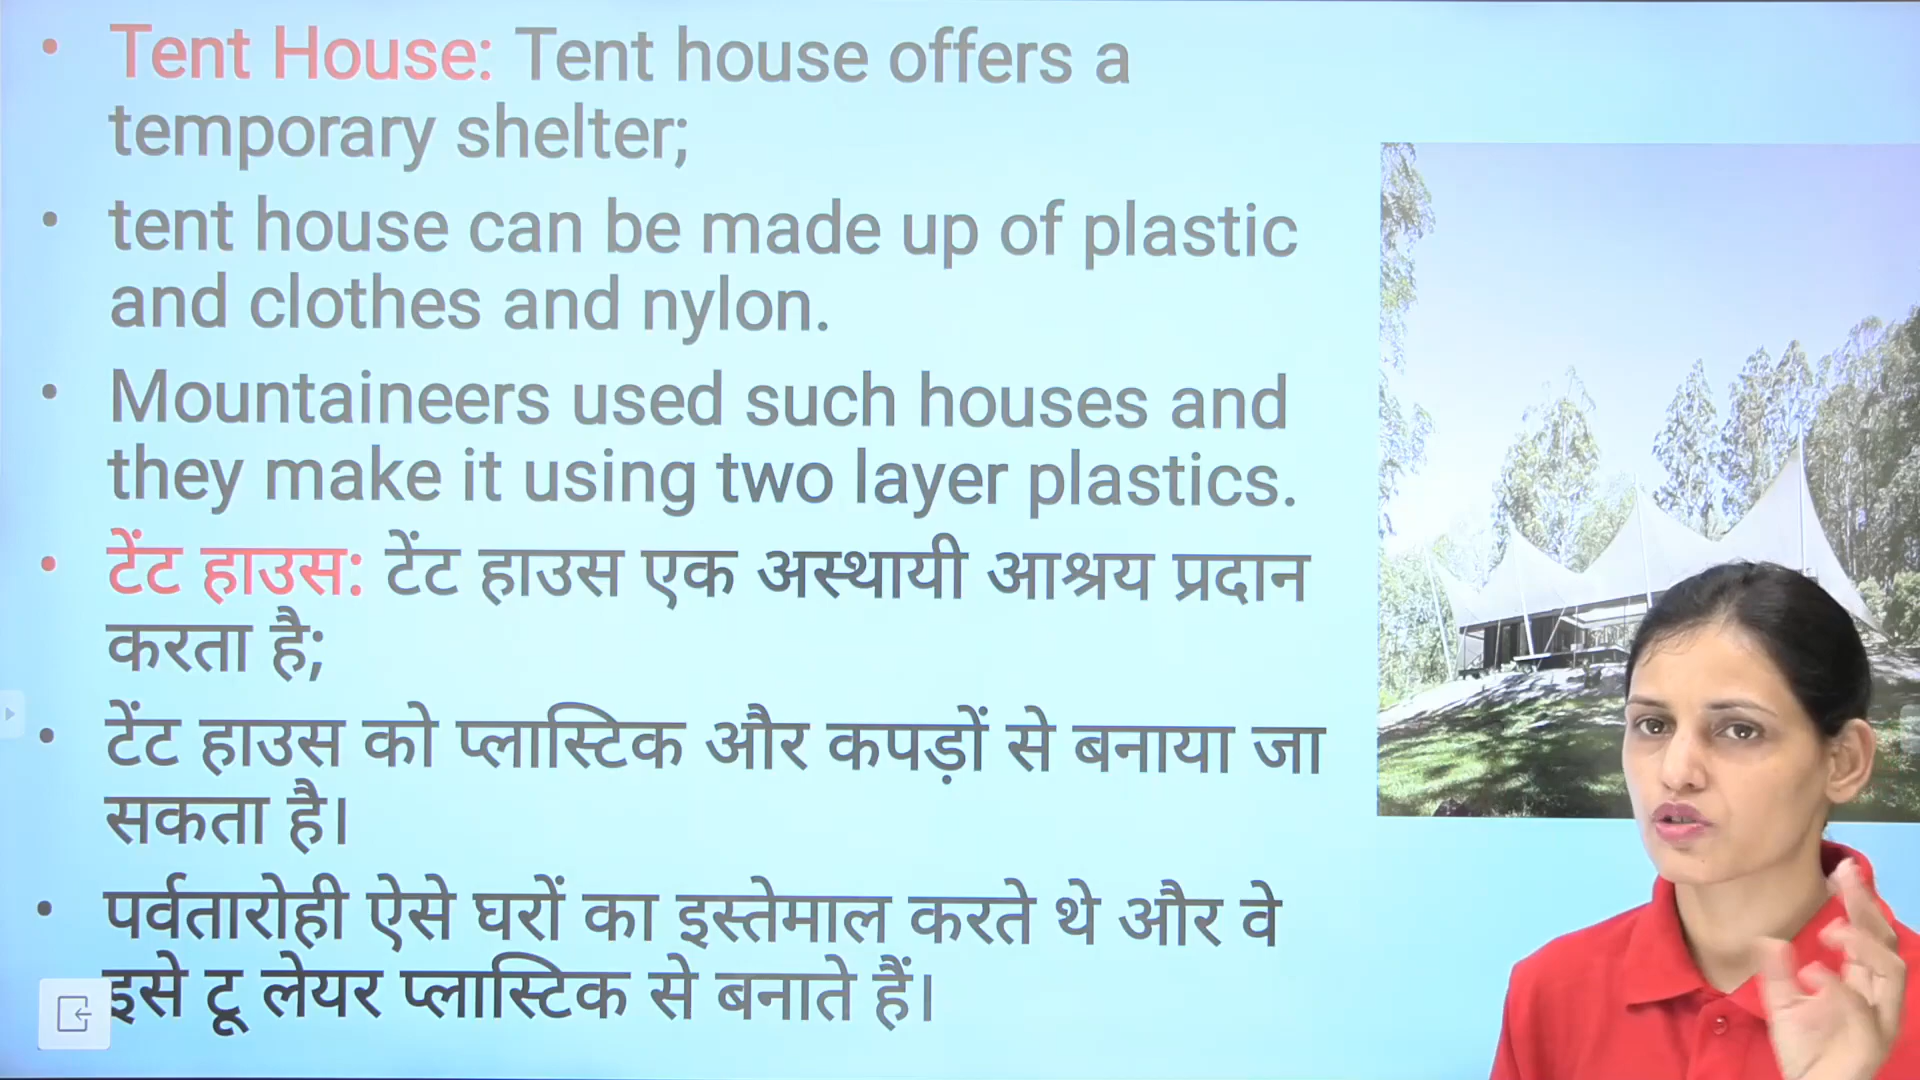 • Tent House: Tent house offers a
temporary shelter;
• tent house can be made up of plastic
and clothes and nylon.
• Mountaineers used such houses and
they make it using two layer plastics.
• टेंट हाउस: टेंट हाउस एक अस्थायी आश्रय प्रदान
करता है;
• टेंट हाउस को प्लास्टिक और कपड़ों से बनाया जा
सकता है।
• पर्वतारोही ऐसे घरों का इस्तेमाल करते थे और वे
इसे टू लेयर प्लास्टिक से बनाते हैं।